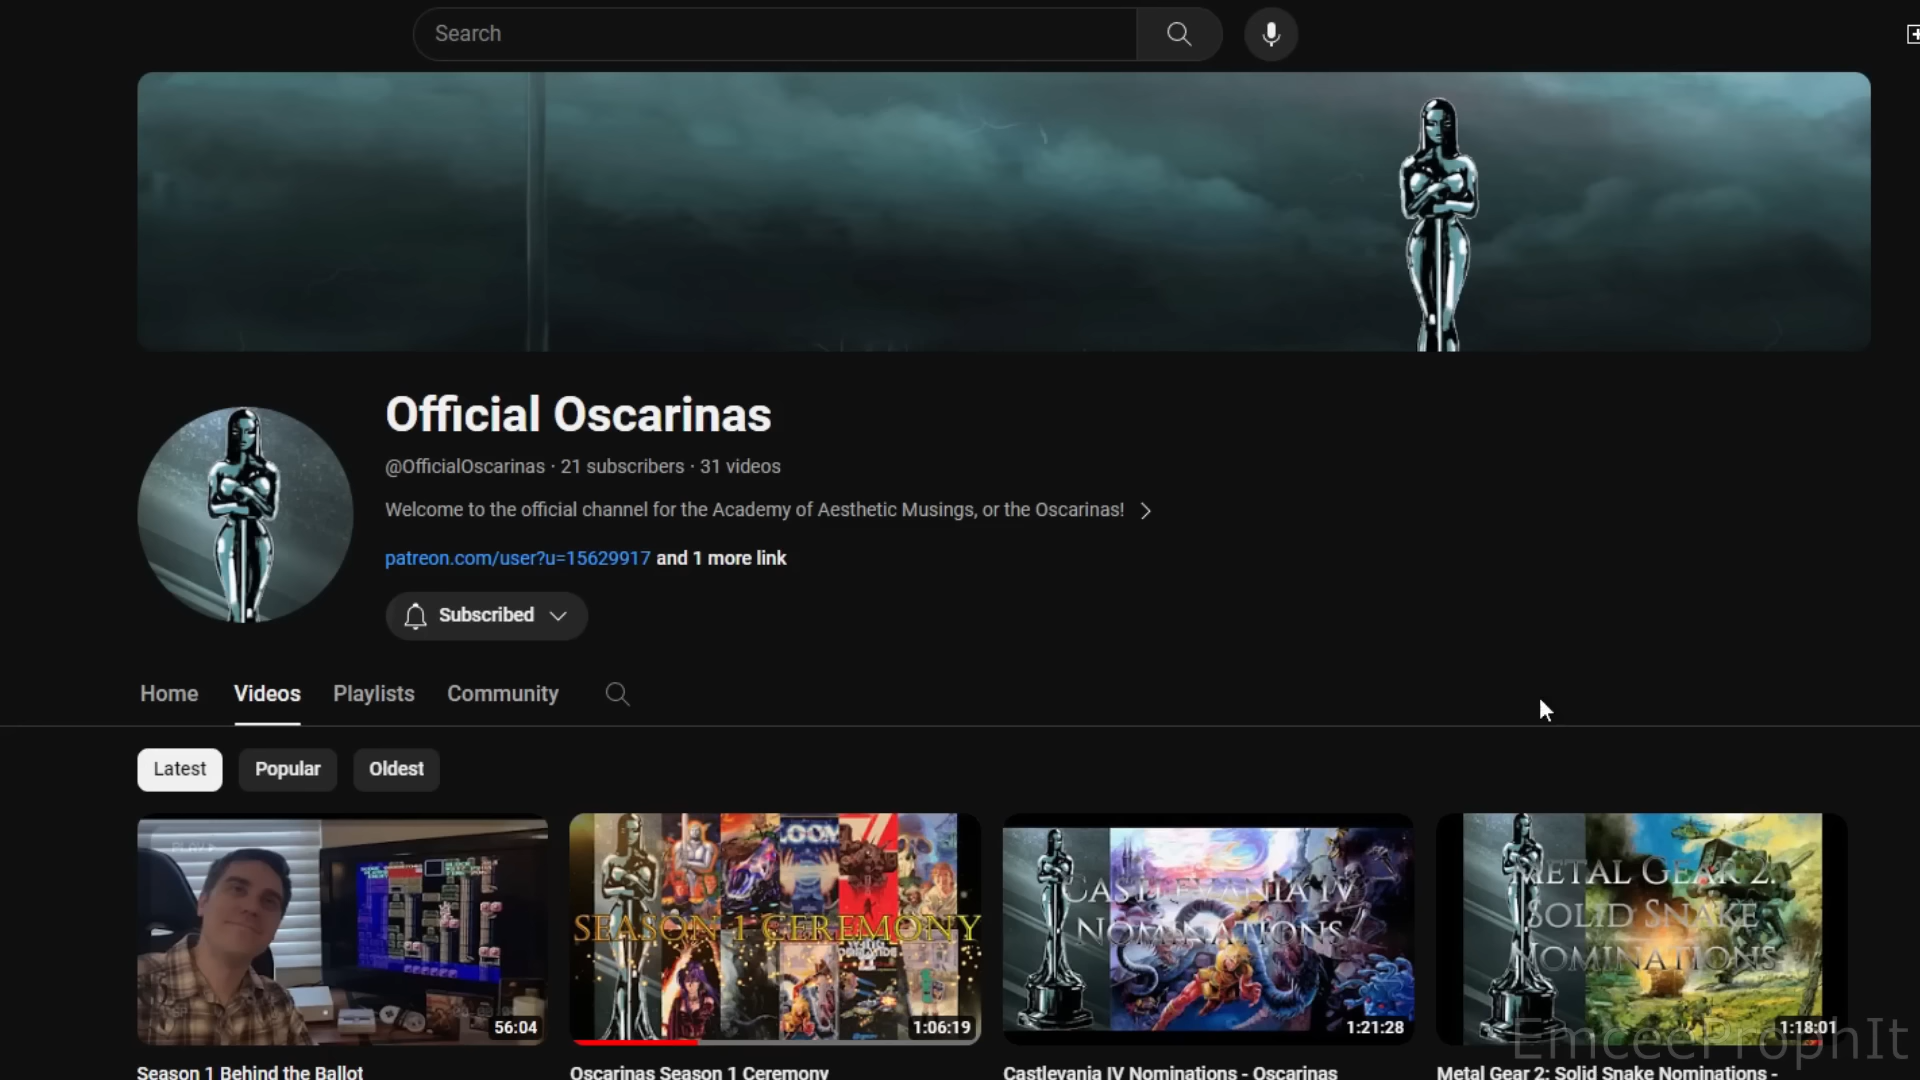 Search
Official Oscarinas
@OfficialOscarinas · 21 subscribers · 31 videos
Welcome to the official channel for the Academy of Aesthetic Musings, or the Oscarinas!
patreon.com/user?u=15629917 and 1 more link
Subscribed
Home Videos Playlists Community
Latest Popular Oldest
PLAY
56:04
SEASON 1 CEREMONY
1:06:19
CASTLEVANIA IV
NOMINATIONS
1:21:28
METAL GEAR 2:
SOLID SNAKE
NOMINATIONS
1:18:01
EmceeProphIt
Season 1 Behind the Ballot
Oscarinas Season 1 Ceremony
Castlevania IV Nominations - Oscarinas
Metal Gear 2: Solid Snake Nominations -